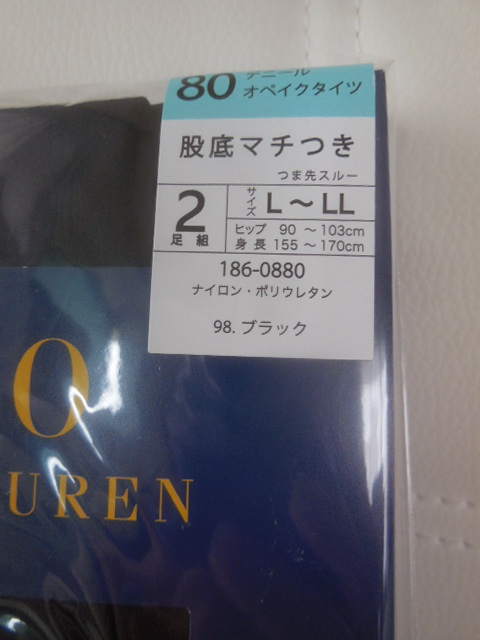 80 デニール
オペイクタイツ
股底マチつき
つま先スルー
2
足 組
サイズ L～LL
ヒップ 90 ～103cm
身 長 155 ～170cm
186-0880
ナイロン・ポリウレタン
98. ブラック
O
UREN